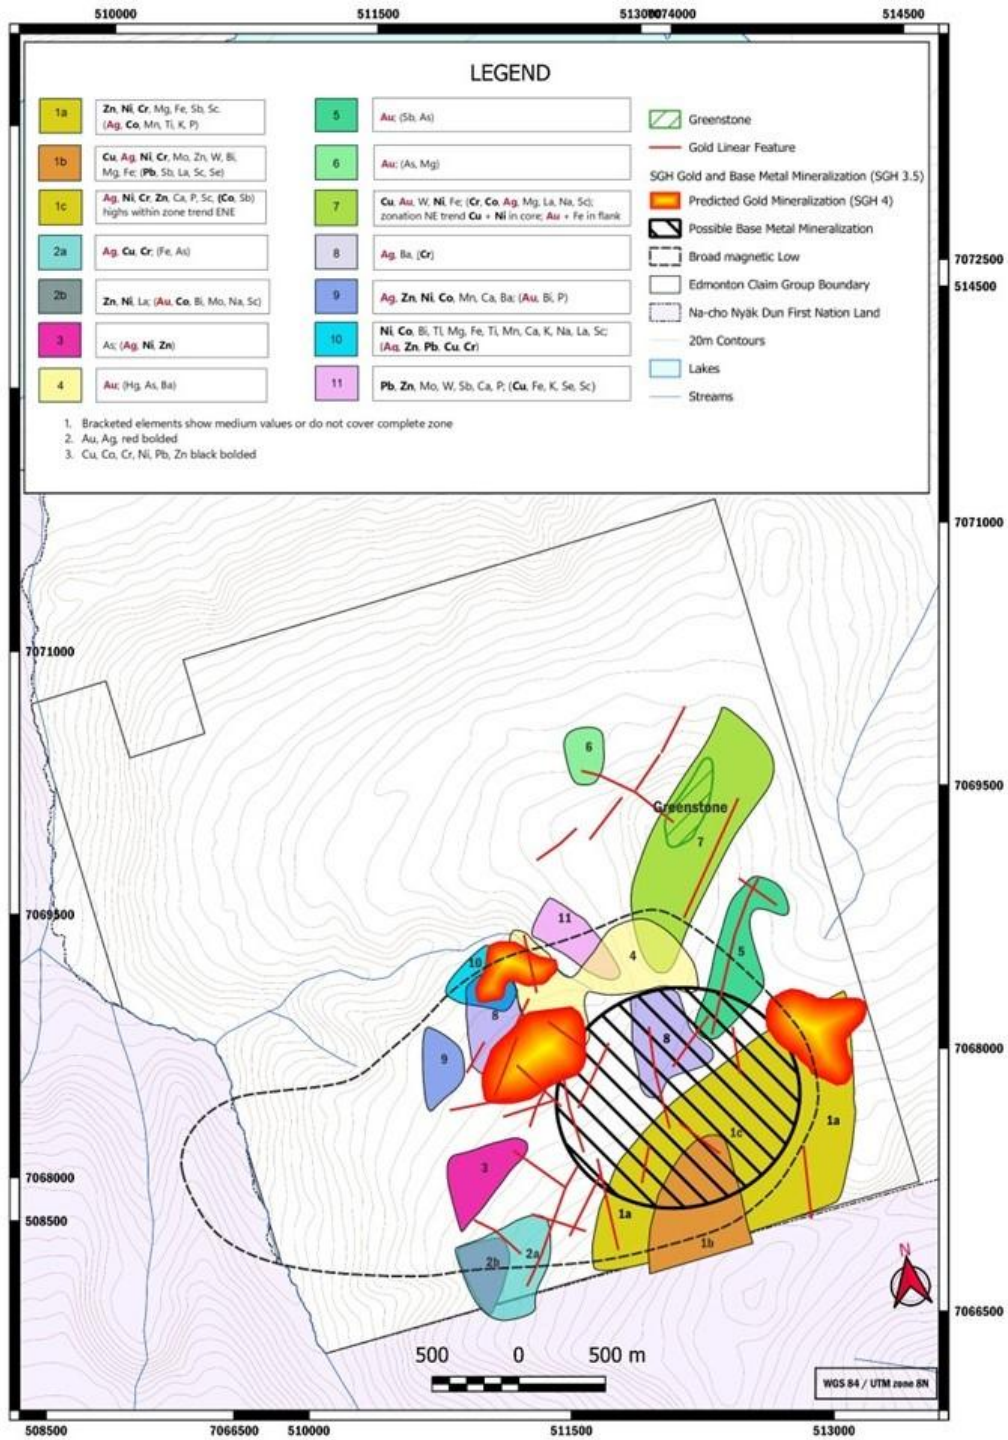 510000
511500
513000
7074000
514500
LEGEND
1a
Zn, Ni, Cr, Mg, Fe, Sb, Sc.
(Ag, Co, Mn, Ti, K, P)
1b
Cu, Ag, Ni, Cr, Mo, Zn, W, Bi,
Mg, Fe; (Pb, Sb, La, Sc, Se)
1c
Ag, Ni, Cr, Zn, Ca, P, Sc, (Co, Sb)
highs within zone trend ENE
2a
Ag, Cu, Cr; (Fe, As)
2b
Zn, Ni, La; (Au, Co, Bi, Mo, Na, Sc)
3
As; (Ag, Ni, Zn)
4
Au; (Hg, As, Ba)
5
Au; (Sb, As)
6
Au; (As, Mg)
7
Cu, Au, W, Ni, Fe; (Cr, Co, Ag, Mg, La, Na, Sc);
zonation NE trend Cu + Ni in core; Au + Fe in flank
8
Ag, Ba, (Cr)
9
Ag, Zn, Ni, Co, Mn, Ca, Ba; (Au, Bi, P)
10
Ni, Co, Bi, Tl, Mg, Fe, Ti, Mn, Ca, K, Na, La, Sc;
(Ag, Zn, Pb, Cu, Cr)
11
Pb, Zn, Mo, W, Sb, Ca, P; (Cu, Fe, K, Se, Sc)
Greenstone
Gold Linear Feature
SGH Gold and Base Metal Mineralization (SGH 3.5)
Predicted Gold Mineralization (SGH 4)
Possible Base Metal Mineralization
Broad magnetic Low
Edmonton Claim Group Boundary
Na-cho Nyäk Dun First Nation Land
20m Contours
Lakes
Streams
1. Bracketed elements show medium values or do not cover complete zone
2. Au, Ag, red bolded
3. Cu, Co, Cr, Ni, Pb, Zn black bolded
7072500
514500
7071000
7071000
6
7069500
Greenstone
7
7069500
11
4
5
10
8
8
7068000
9
1a
1c
3
7068000
508500
1a
1b
2a
2b
N
7066500
500 0 500 m
WGS 84 / UTM zone 8N
508500
7066500
510000
511500
513000